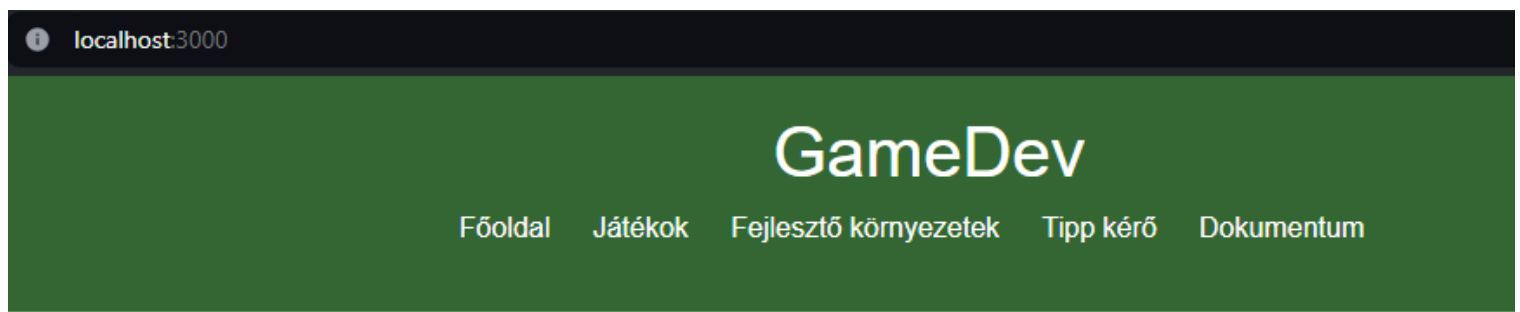 localhost:3000
GameDev
Főoldal Játékok Fejlesztő környezetek Tipp kérő Dokumentum